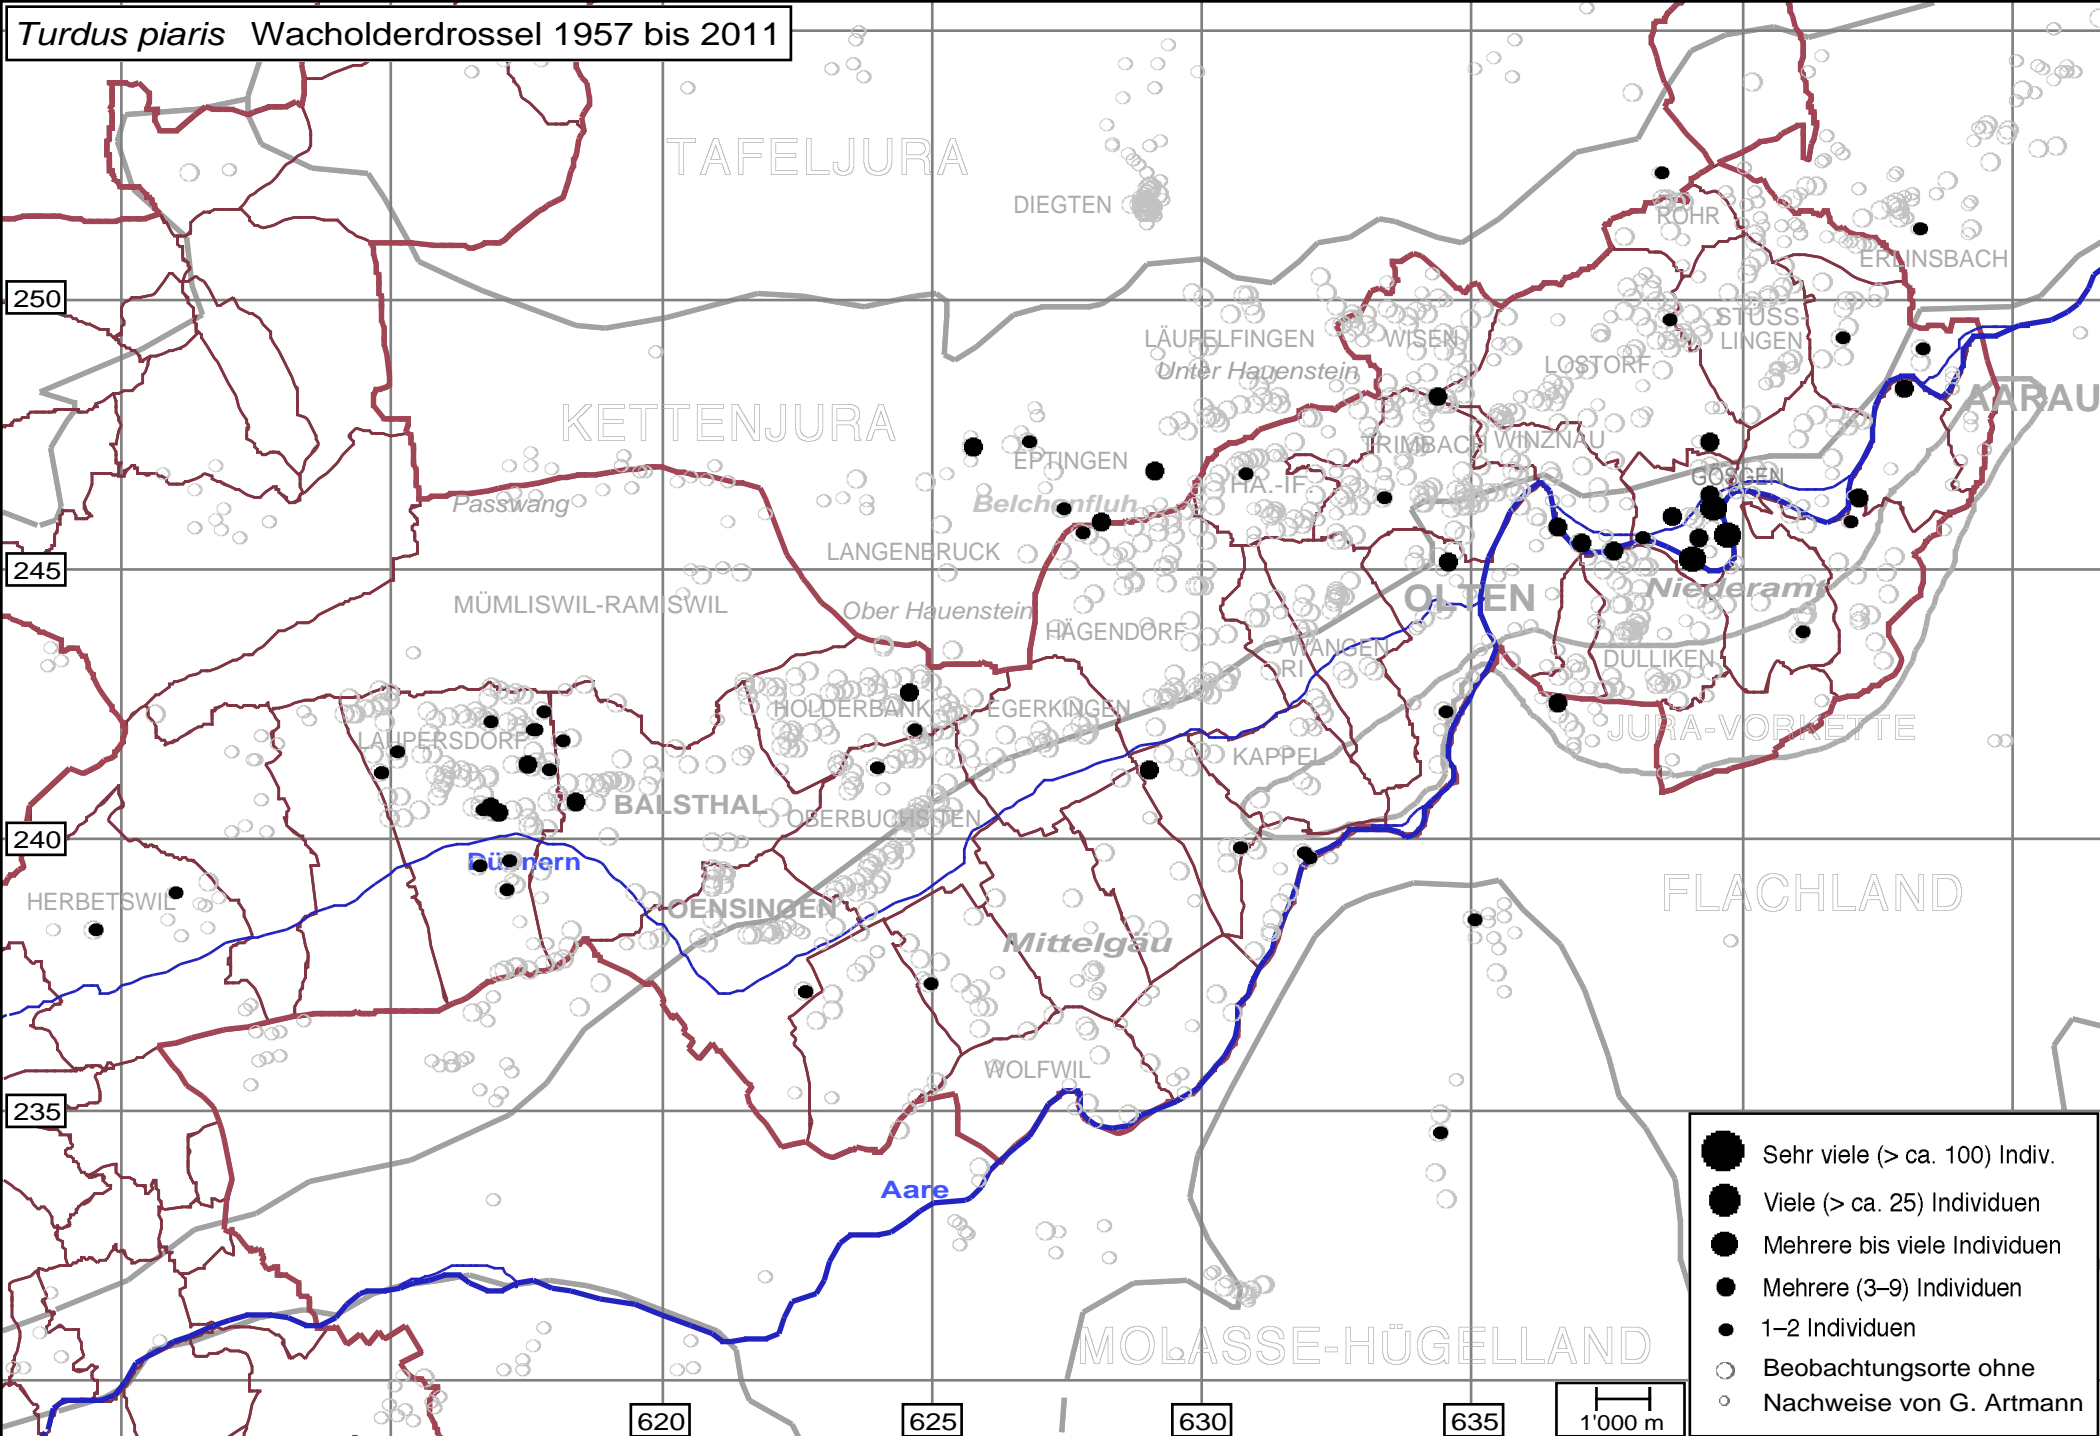 Turdus piaris Wacholderdrossel 1957 bis 2011
TAFELJURA
DIEGTEN
ROHR
ERLINSBACH
250
STÜSS-
LINGEN
LÄUFELFINGEN
WISEN
Unter Hauenstein
LOSTORF
AARAU
KETTENJURA
TRIMBACH
WINZNAU
EPTINGEN
GÖSGEN
HA.-IF.
Passwang
Belchenfluh
LANGENBRUCK
245
Niederamt
MÜMLISWIL-RAMISWIL
OLTEN
Ober Hauenstein
HÄGENDORF
WANGEN
RI
DULLIKEN
HOLDERBANK
EGERKINGEN
JURA-VORKETTE
LAUPERSDORF
KAPPEL
BALSTHAL
OBERBUCHSITEN
240
Dünnern
HERBETSWIL
OENSINGEN
FLACHLAND
Mittelgäu
WOLFWIL
235
Aare
MOLASSE-HÜGELLAND
620
625
630
635
1'000 m
Sehr viele (> ca. 100) Indiv.
Viele (> ca. 25) Individuen
Mehrere bis viele Individuen
Mehrere (3–9) Individuen
1–2 Individuen
Beobachtungsorte ohne
Nachweise von G. Artmann